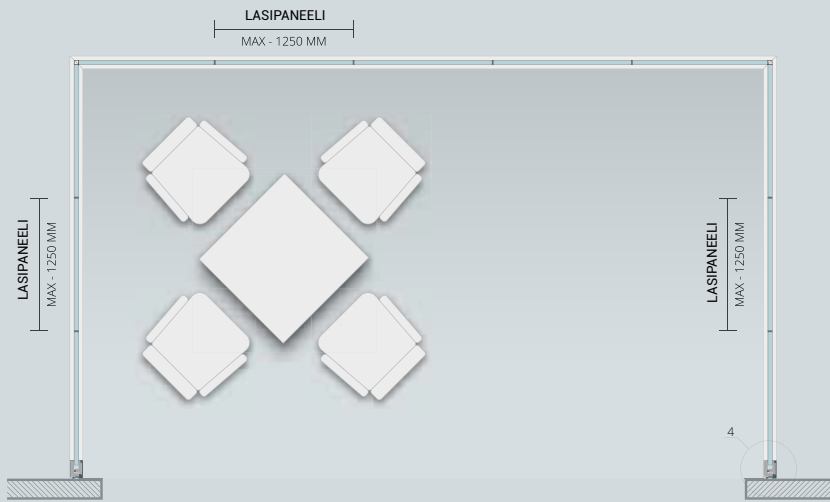 LASIPANEELI
MAX - 1250 MM
LASIPANEELI
MAX - 1250 MM
LASIPANEELI
MAX - 1250 MM
4